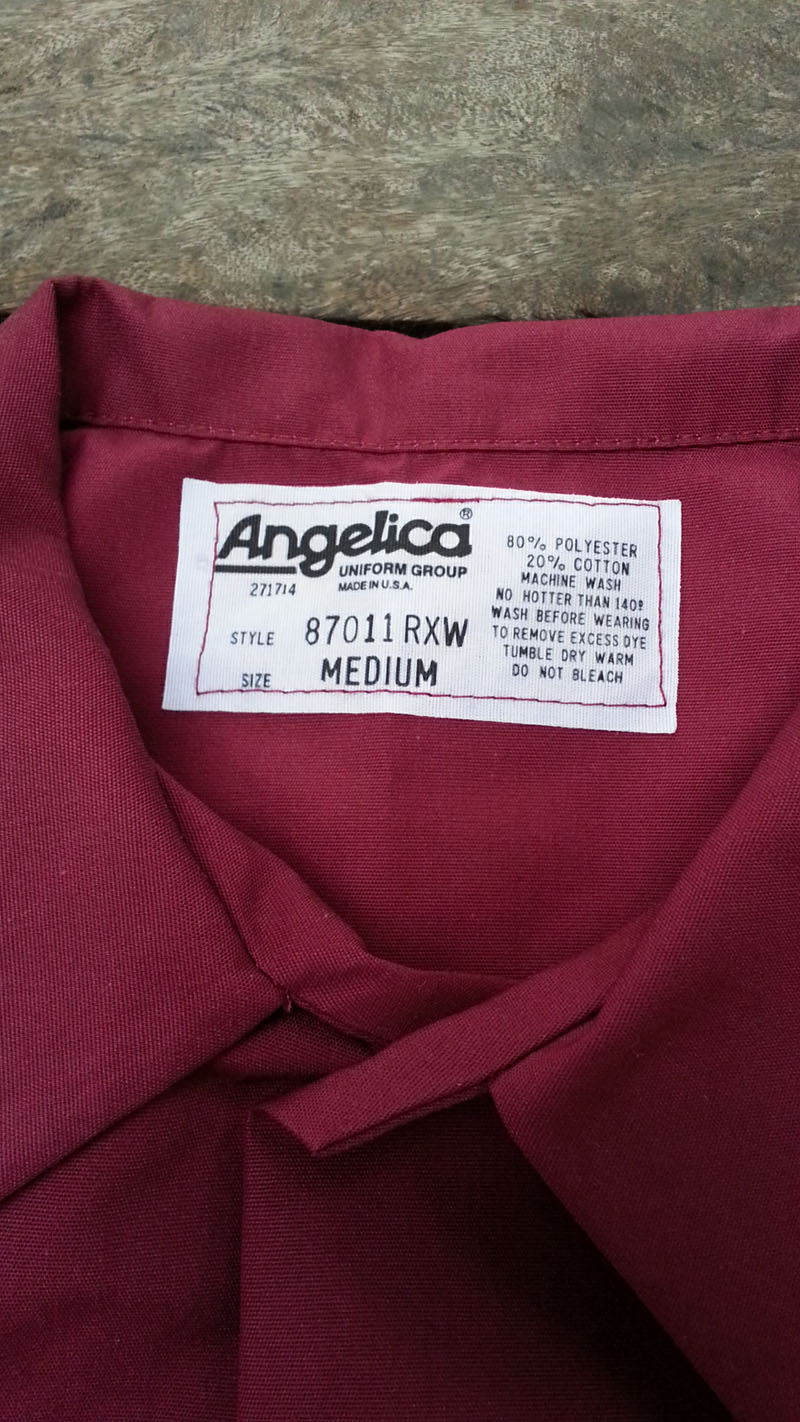 Angelica®
UNIFORM GROUP
271714
MADE IN U.S.A.
STYLE 87011 RXW
SIZE MEDIUM
80% POLYESTER
20% COTTON
MACHINE WASH
NO HOTTER THAN 140º
WASH BEFORE WEARING
TO REMOVE EXCESS DYE
TUMBLE DRY WARM
DO NOT BLEACH